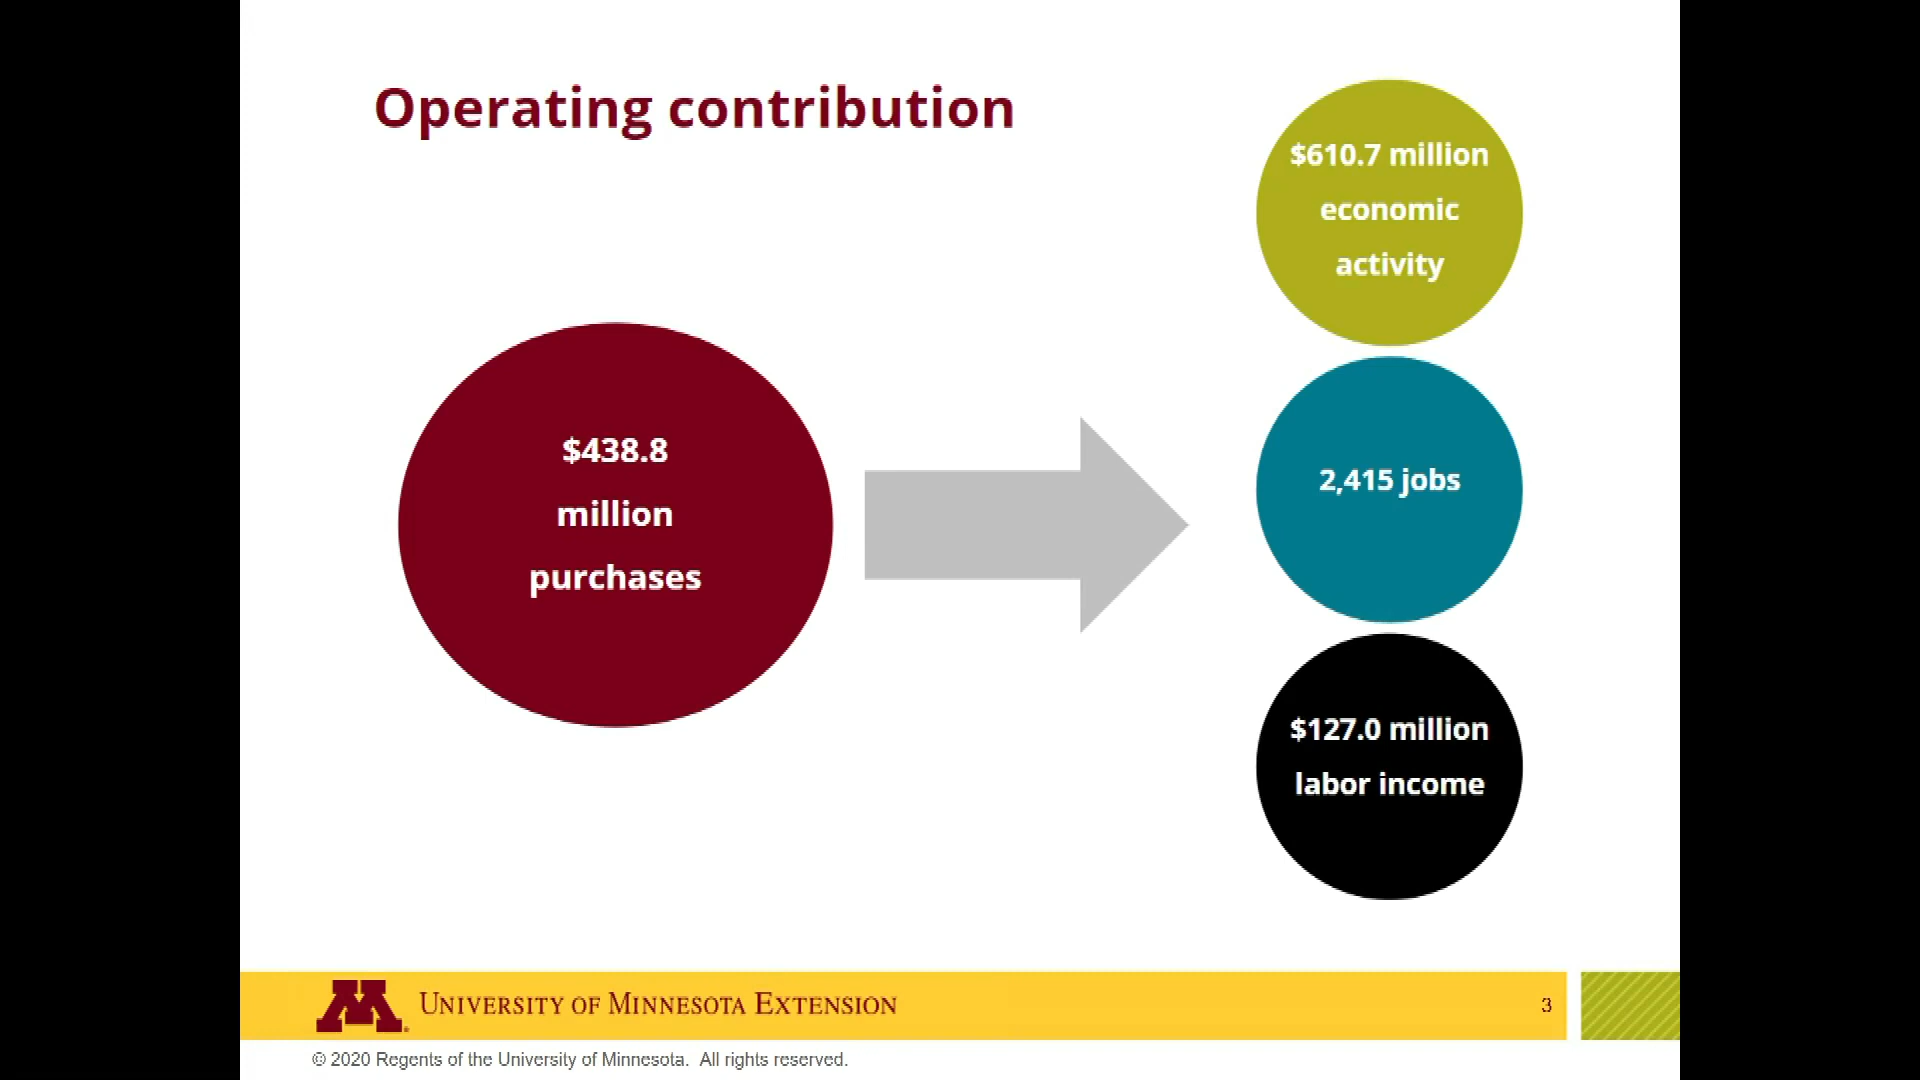 Operating contribution
$438.8
million
purchases
$610.7 million
economic
activity
2,415 jobs
$127.0 million
labor income
UNIVERSITY OF MINNESOTA EXTENSION
3
© 2020 Regents of the University of Minnesota. All rights reserved.